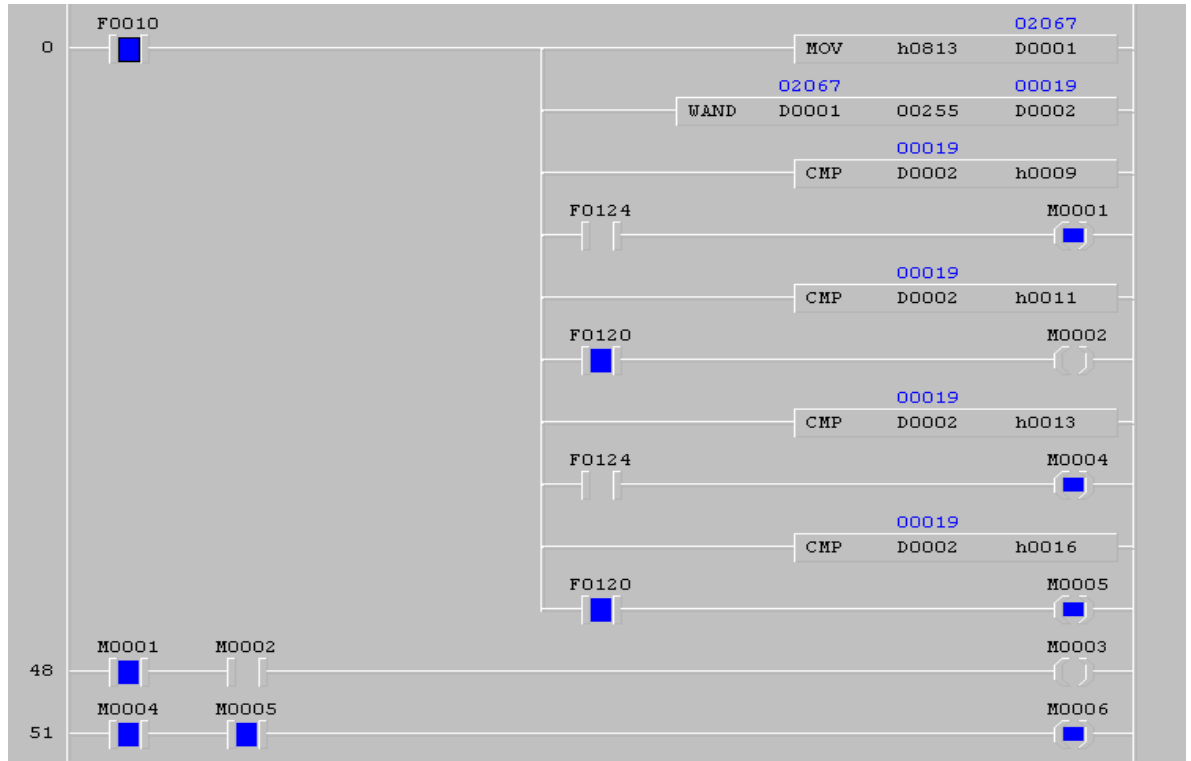 F0010 02067
0 MOV h0813 D0001
02067 00019
WAND D0001 00255 D0002
00019
CMP D0002 h0009
F0124 M0001
00019
CMP D0002 h0011
F0120 M0002
00019
CMP D0002 h0013
F0124 M0004
00019
CMP D0002 h0016
F0120 M0005
M0001 M0002 M0003
48
M0004 M0005 M0006
51